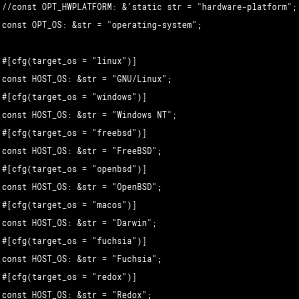 //const OPT_HWPLATFORM: &'static str = "hardware-platform";
const OPT_OS: &str = "operating-system";
#[cfg(target_os = "linux")]
const HOST_OS: &str = "GNU/Linux";
#[cfg(target_os = "windows")]
const HOST_OS: &str = "Windows NT";
#[cfg(target_os = "freebsd")]
const HOST_OS: &str = "FreeBSD";
#[cfg(target_os = "openbsd")]
const HOST_OS: &str = "OpenBSD";
#[cfg(target_os = "macos")]
const HOST_OS: &str = "Darwin";
#[cfg(target_os = "fuchsia")]
const HOST_OS: &str = "Fuchsia";
#[cfg(target_os = "redox")]
const HOST_OS: &str = "Redox";